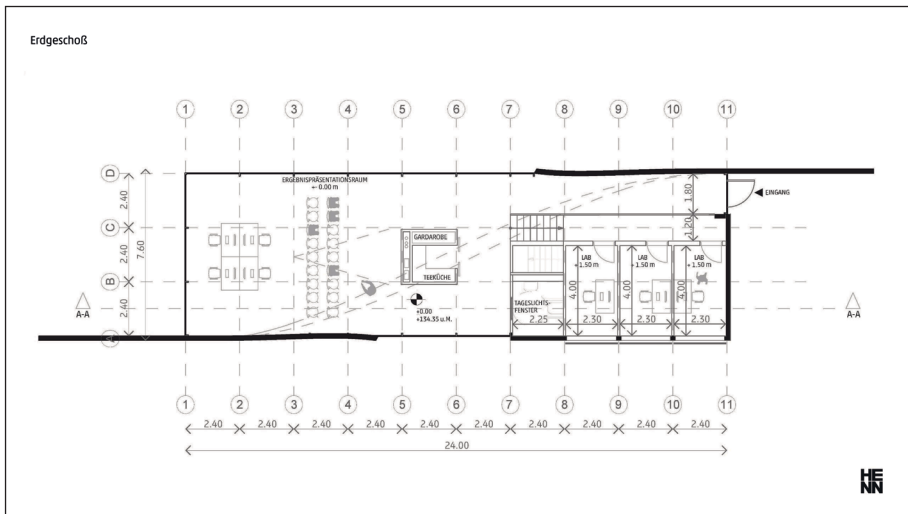 Erdgeschoß
1 2 3 4 5 6 7 8 9 10 11
D
C
B
A
ERGEBNISPRÄSENTATIONSRAUM
+- 0.00 m
EINGANG
2.40
2.40
2.40
7.60
1.80
1.20
GARDAROBE
TEEKÜCHE
LAB
+ 1.50 m
LAB
+ 1.50 m
LAB
+ 1.50 m
4.00
4.00
4.00
±0.00
+134.35 u.M.
TAGESLICHTS-
FENSTER
2.25 2.30 2.30 2.30
A-A
A-A
1 2 3 4 5 6 7 8 9 10 11
2.40 2.40 2.40 2.40 2.40 2.40 2.40 2.40 2.40 2.40
24.00
HE
NN